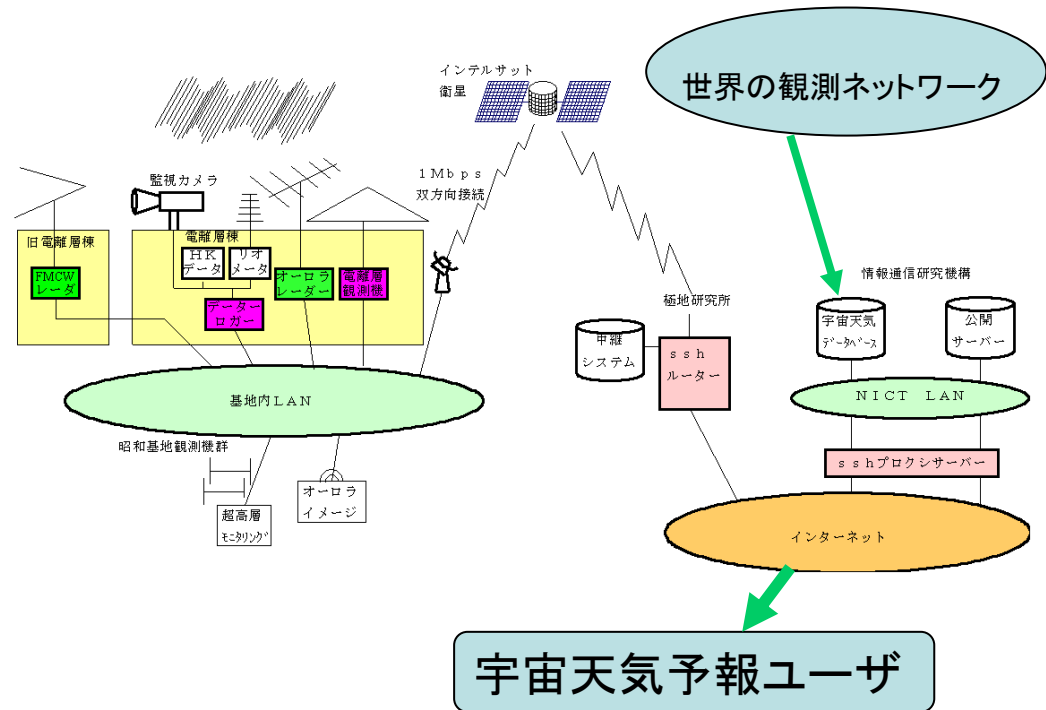 インテルサット
衛星
世界の観測ネットワーク
監視カメラ
１Ｍｂｐｓ
双方向接続
旧電離層棟
電離層棟
ＨＫ
データ
リオ
メータ
FMCW
レーダ
オーロラ
レーダー
電離層
観測機
データー
ロガー
情報通信研究機構
極地研究所
宇宙天気
ﾃﾞｰﾀﾍﾞｰｽ
公開
サーバー
中継
システム
ｓｓｈ
ルーター
基地内ＬＡＮ
ＮＩＣＴ　ＬＡＮ
昭和基地観測機群
ｓｓｈプロクシサーバー
オーロラ
イメージ
超高層
ﾓﾆﾀﾘﾝｸﾞ
インターネット
宇宙天気予報ユーザ